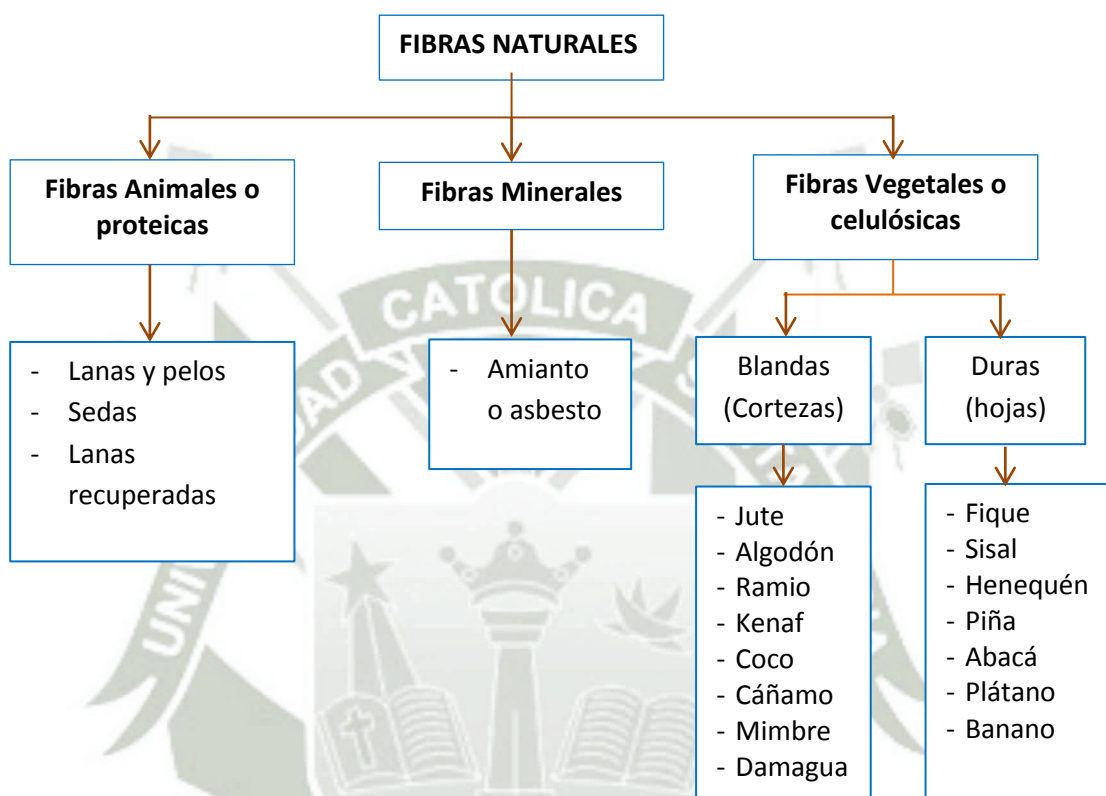 FIBRAS NATURALES
Fibras Animales o
proteicas
Fibras Minerales
Fibras Vegetales o
celulósicas
- Lanas y pelos
- Sedas
- Lanas
recuperadas
- Amianto
o asbesto
Blandas
(Cortezas)
Duras
(hojas)
- Jute
- Algodón
- Ramio
- Kenaf
- Coco
- Cáñamo
- Mimbre
- Damagua
- Fique
- Sisal
- Henequén
- Piña
- Abacá
- Plátano
- Banano
CATOLICA